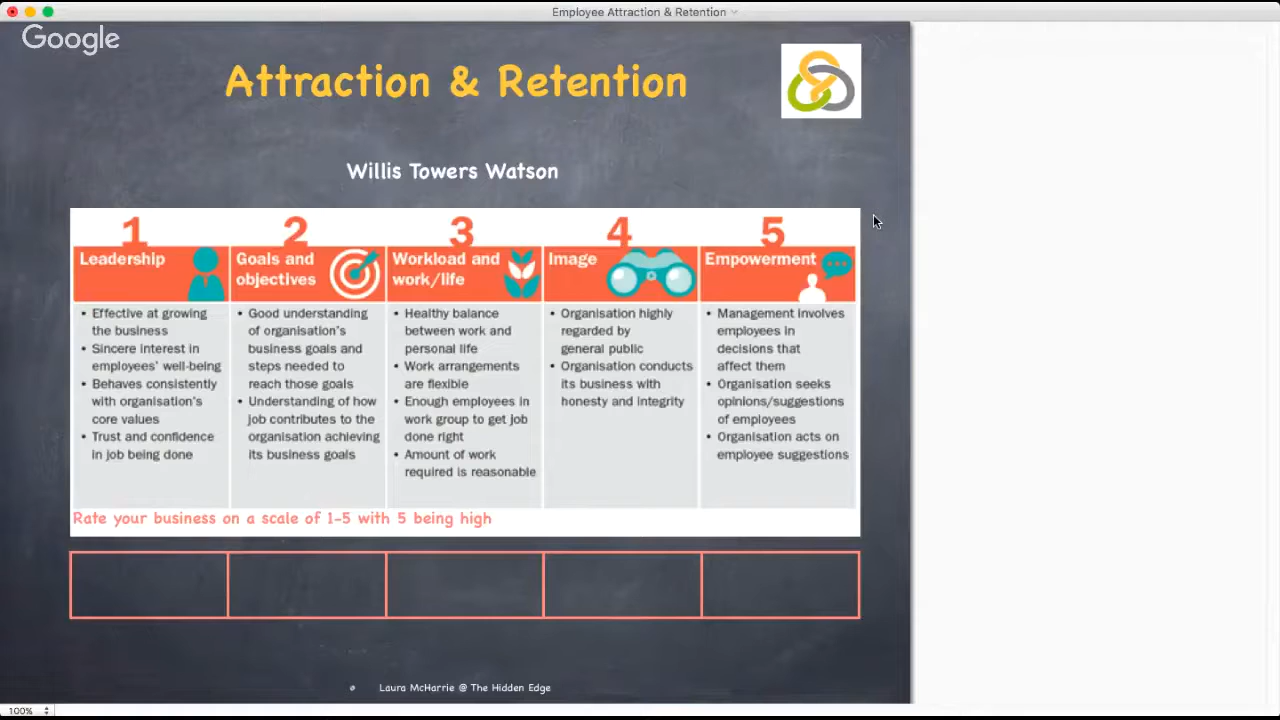 Employee Attraction & Retention
Google
Attraction & Retention
Willis Towers Watson
1
Leadership
• Effective at growing
the business
• Sincere interest in
employees' well-being
• Behaves consistently
with organisation's
core values
• Trust and confidence
in job being done
2
Goals and
objectives
• Good understanding
of organisation's
business goals and
steps needed to
reach those goals
• Understanding of how
job contributes to the
organisation achieving
its business goals
3
Workload and
work/life
• Healthy balance
between work and
personal life
• Work arrangements
are flexible
• Enough employees in
work group to get job
done right
• Amount of work
required is reasonable
4
Image
• Organisation highly
regarded by
general public
• Organisation conducts
its business with
honesty and integrity
5
Empowerment
• Management involves
employees in
decisions that
affect them
• Organisation seeks
opinions/suggestions
of employees
• Organisation acts on
employee suggestions
Rate your business on a scale of 1-5 with 5 being high
Laura McHarrie @ The Hidden Edge
100%